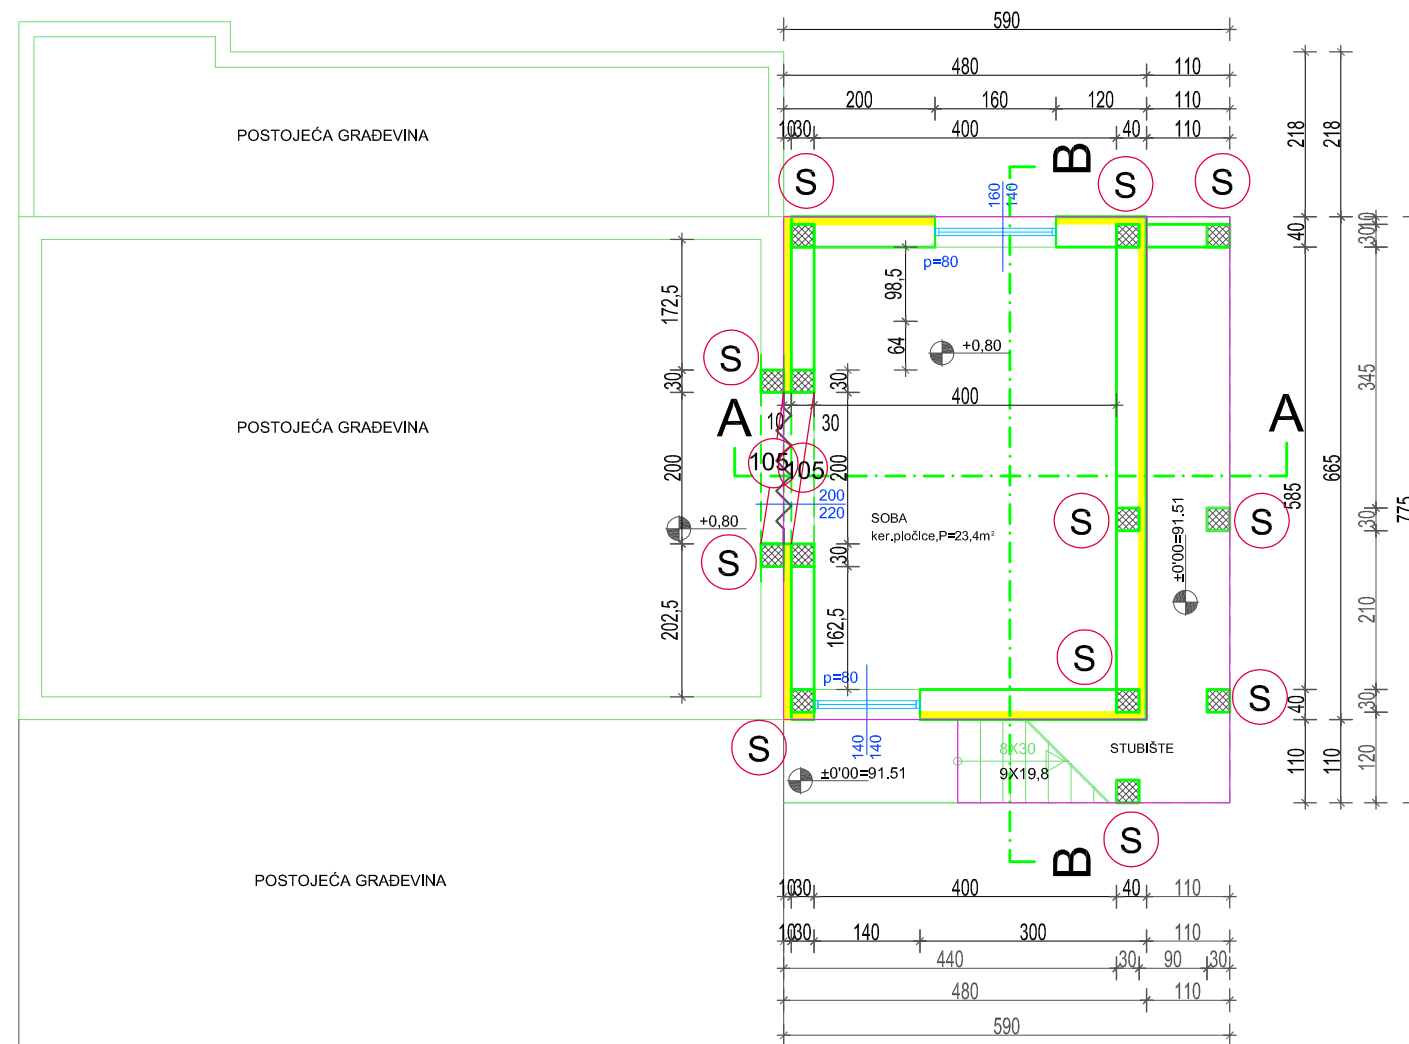 590
480
110
200
160
120
110
10
30
400
40
110
POSTOJEĆA GRAĐEVINA
218
218
B
S
S
S
160
140
40
30
10
p=80
172,5
98,5
64
+0,80
S
30
30
345
400
A
10
30
A
POSTOJEĆA GRAĐEVINA
105
105
200
200
200
220
585
665
775
SOBA
ker.pločice,P=23,4m²
S
S
30
±0'00=91.51
+0,80
S
30
202,5
162,5
210
S
p=80
S
40
30
S
140
140
8X30
9X19,8
STUBIŠTE
±0'00=91.51
110
110
120
S
B
POSTOJEĆA GRAĐEVINA
10
30
400
40
110
10
30
140
300
110
440
30
90
30
480
110
590